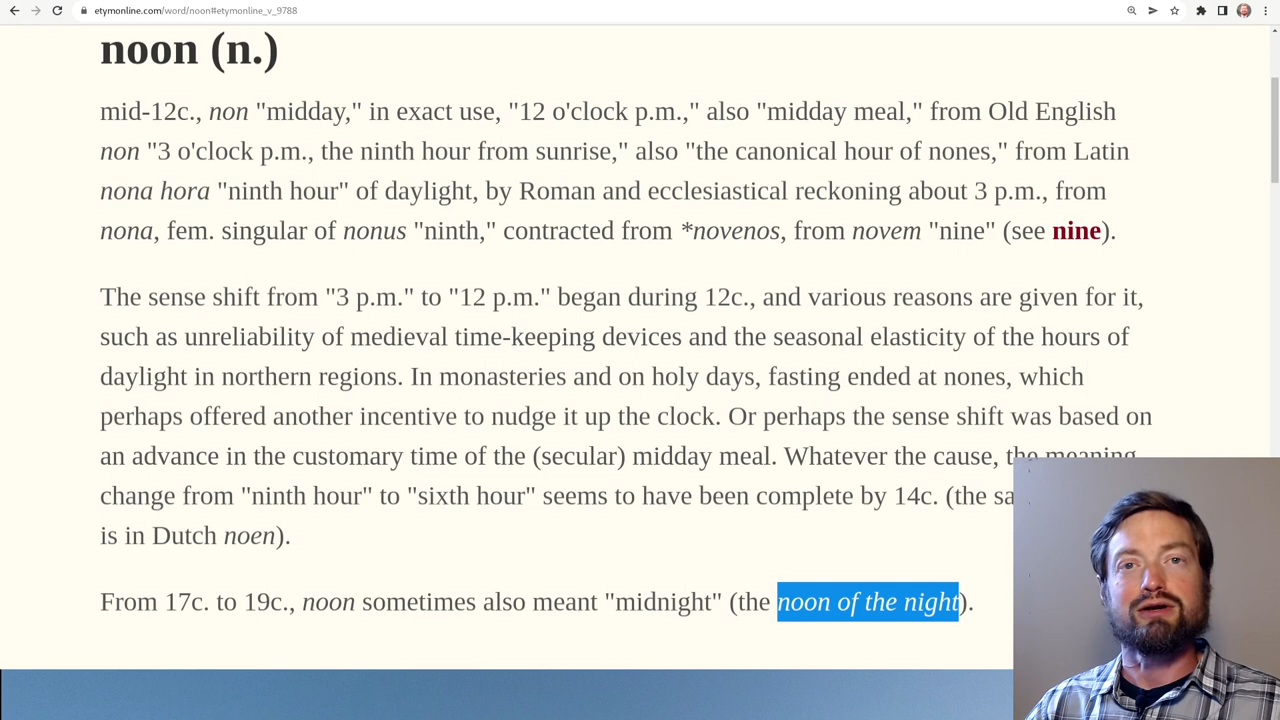 etymonline.com/word/noon#etymonline_v_9788
noon (n.)
mid-12c., non "midday," in exact use, "12 o'clock p.m.," also "midday meal," from Old English
non "3 o'clock p.m., the ninth hour from sunrise," also "the canonical hour of nones," from Latin
nona hora "ninth hour" of daylight, by Roman and ecclesiastical reckoning about 3 p.m., from
nona, fem. singular of nonus "ninth," contracted from *novenos, from novem "nine" (see nine).
The sense shift from "3 p.m." to "12 p.m." began during 12c., and various reasons are given for it,
such as unreliability of medieval time-keeping devices and the seasonal elasticity of the hours of
daylight in northern regions. In monasteries and on holy days, fasting ended at nones, which
perhaps offered another incentive to nudge it up the clock. Or perhaps the sense shift was based on
an advance in the customary time of the (secular) midday meal. Whatever the cause, the meaning
change from "ninth hour" to "sixth hour" seems to have been complete by 14c. (the
is in Dutch noen).
From 17c. to 19c., noon sometimes also meant "midnight" (the noon of the night).